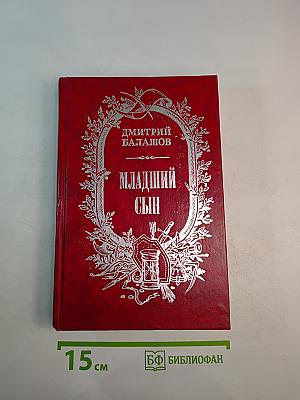 ДМИТРИЙ
БАЛАШОВ
МЛАДШИЙ
СЫН
15 см
БФ БИБЛИОФАН